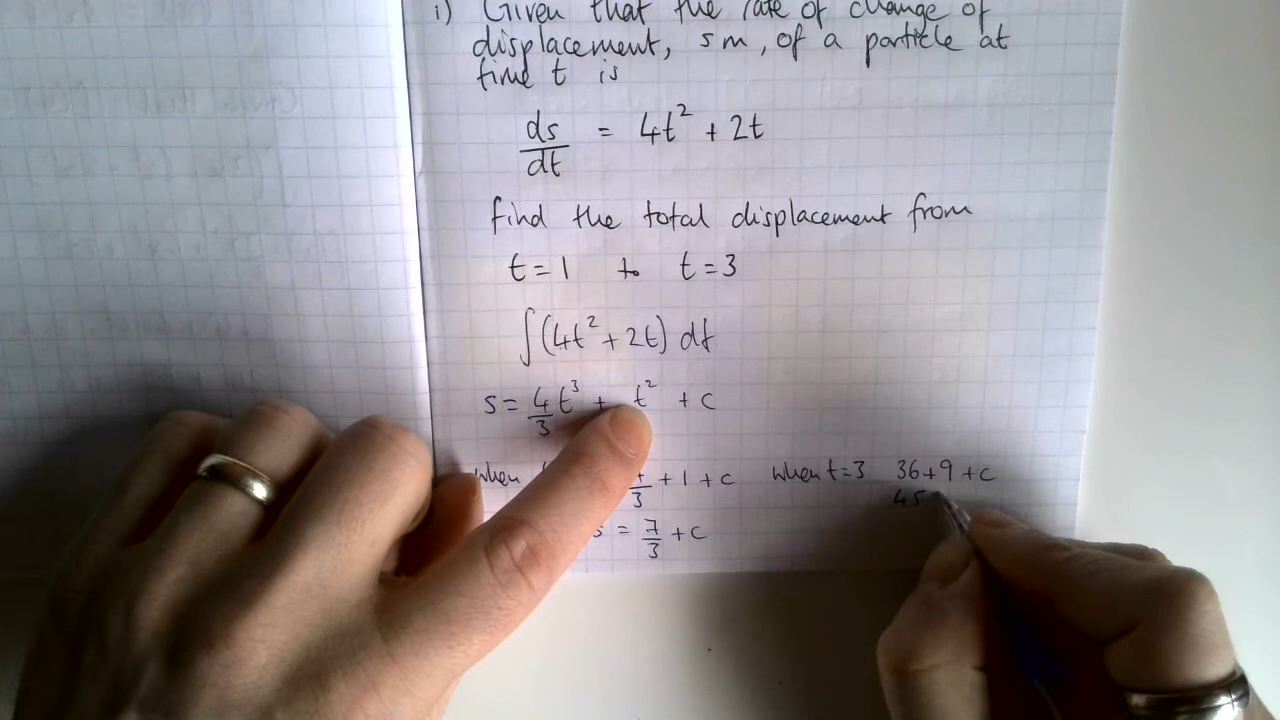 i) Given that the rate of change of
displacement, s m, of a particle at
time t is
ds/dt = 4t² + 2t
find the total displacement from
t=1 to t=3
∫(4t² + 2t) dt
s = 4/3 t³ + t² + c
when + 1 + c when t=3 36+9+c
45
s = 7/3 + c